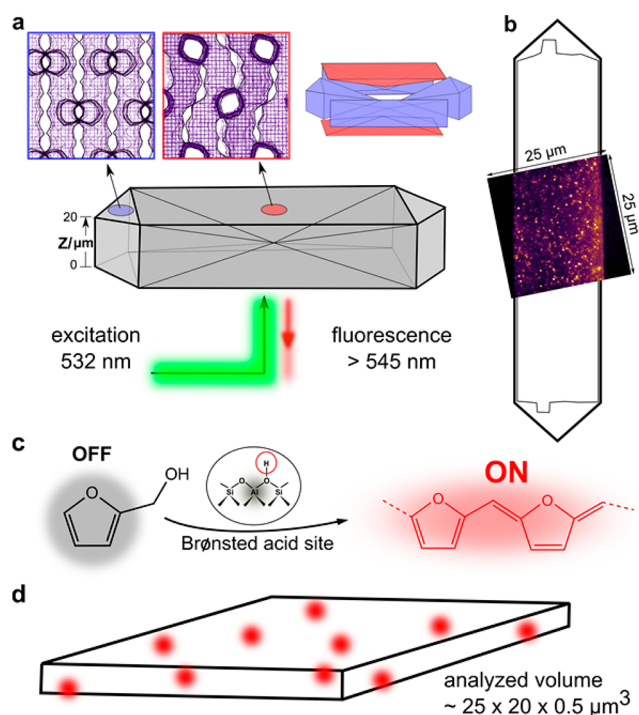 a
b
25 µm
25 µm
20
Z/µm
0
excitation
532 nm
fluorescence
> 545 nm
c
OFF
O
OH
H
O
O
Si
Al
Si
Brønsted acid site
ON
O
O
d
analyzed volume
~ 25 x 20 x 0.5 µm³